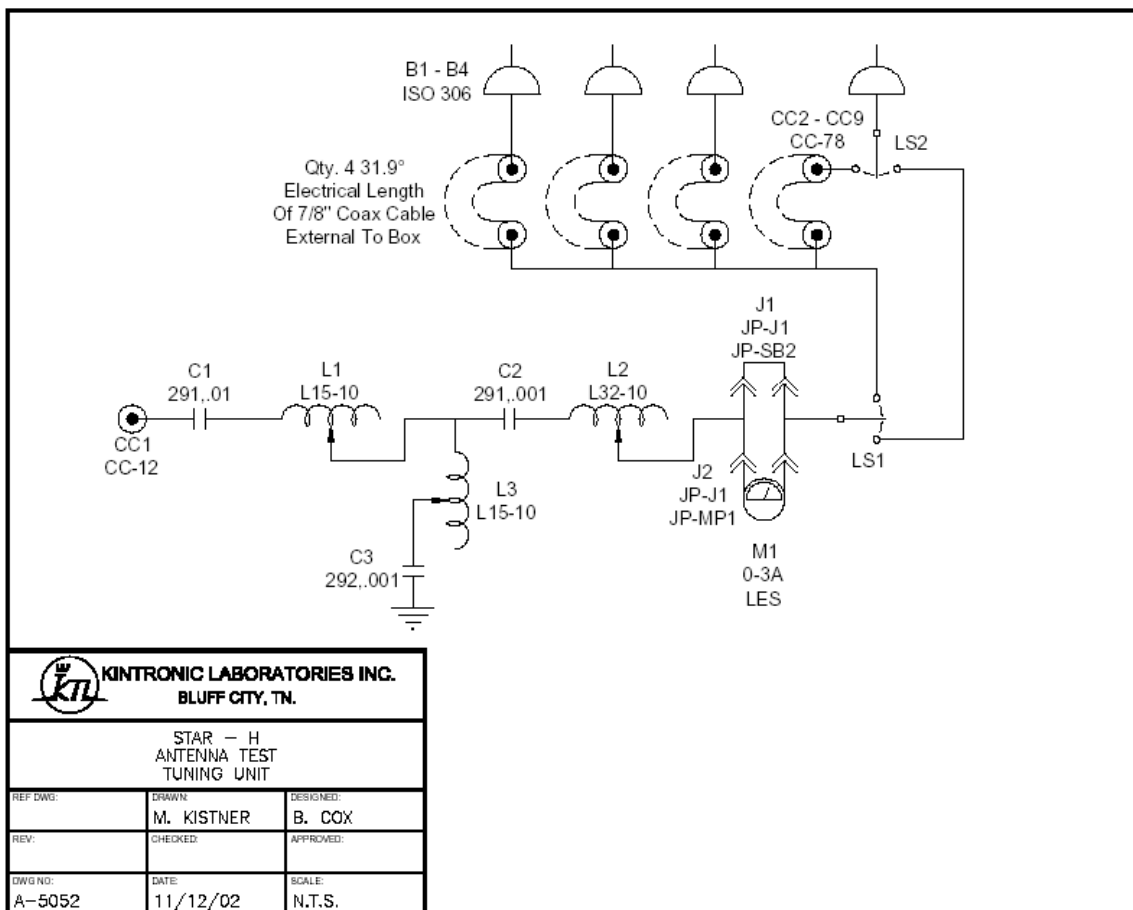 B1 - B4
ISO 306
CC2 - CC9
CC-78
LS2
Qty. 4 31.9°
Electrical Length
Of 7/8" Coax Cable
External To Box
J1
JP-J1
JP-SB2
C1
291,.01
L1
L15-10
C2
291,.001
L2
L32-10
CC1
CC-12
LS1
J2
JP-J1
JP-MP1
L3
L15-10
C3
292,.001
M1
0-3A
LES
KTL
KINTRONIC LABORATORIES INC.
BLUFF CITY, TN.
STAR - H
ANTENNA TEST
TUNING UNIT
REF DWG:
DRAWN:
M. KISTNER
DESIGNED:
B. COX
REV:
CHECKED:
APPROVED:
DWG NO:
A-5052
DATE:
11/12/02
SCALE:
N.T.S.